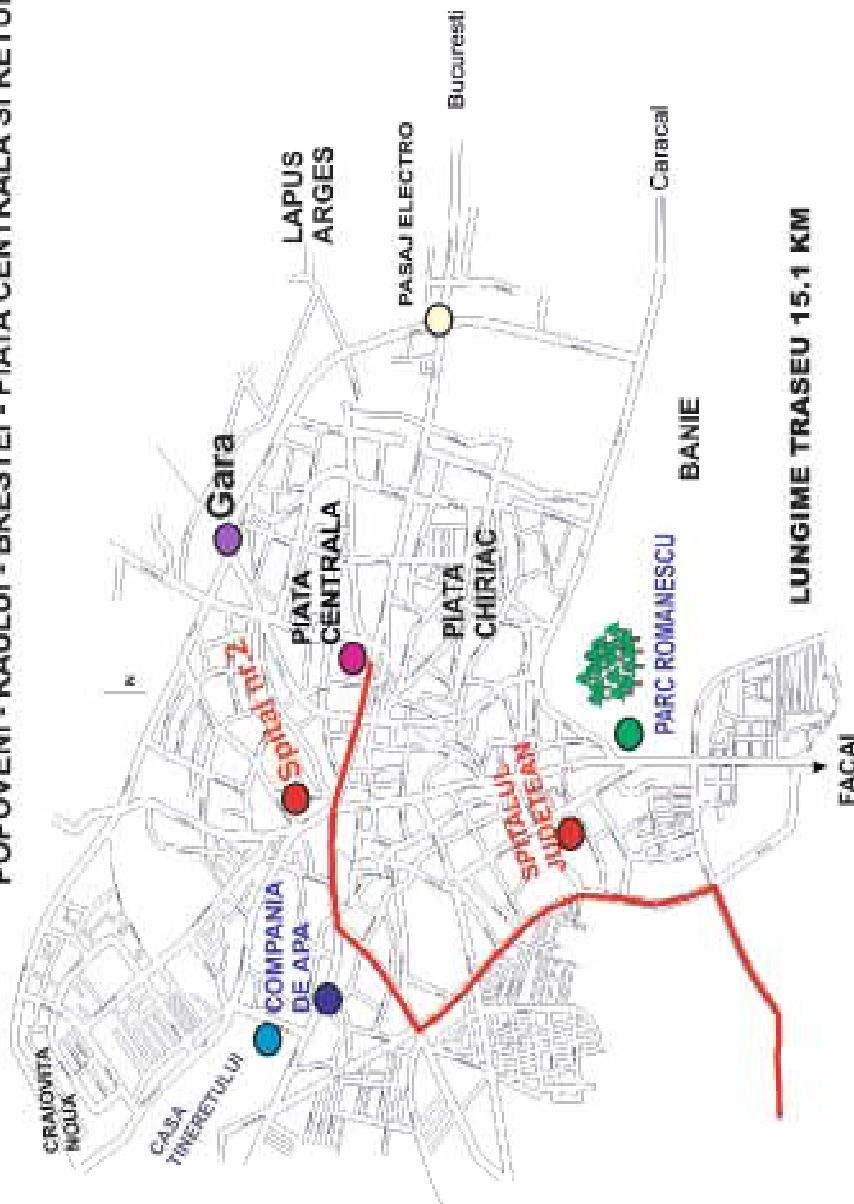 POPOVENI - RAULUI - BRESTEI - PIATA CENTRALA SI RETUR
CRAIOVITA
NOUA
CASA
TINERETULUI
COMPANIA
DE APA
Spital nr.2
N
Gara
PIATA
CENTRALA
LAPUS
ARGES
PASAJ ELECTRO
Bucuresti
PIATA
CHIRIAC
SPITALUL
JUDETEAN
PARC ROMANESCU
BANIE
Caracal
LUNGIME TRASEU 15.1 KM
FACAI